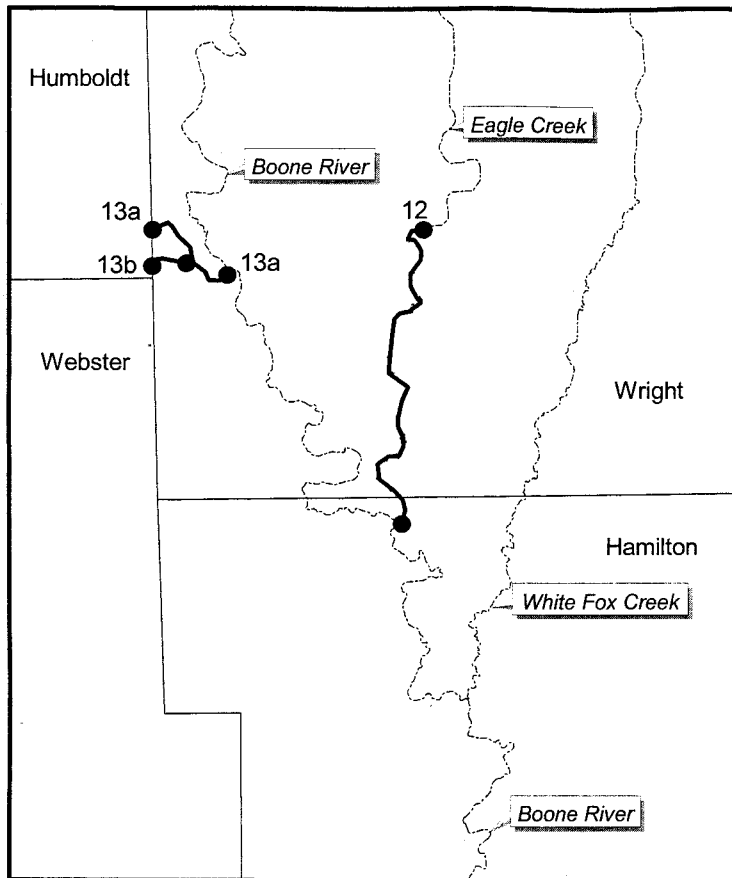 Humboldt
Eagle Creek
Boone River
13a
12
13b
13a
Webster
Wright
Hamilton
White Fox Creek
Boone River